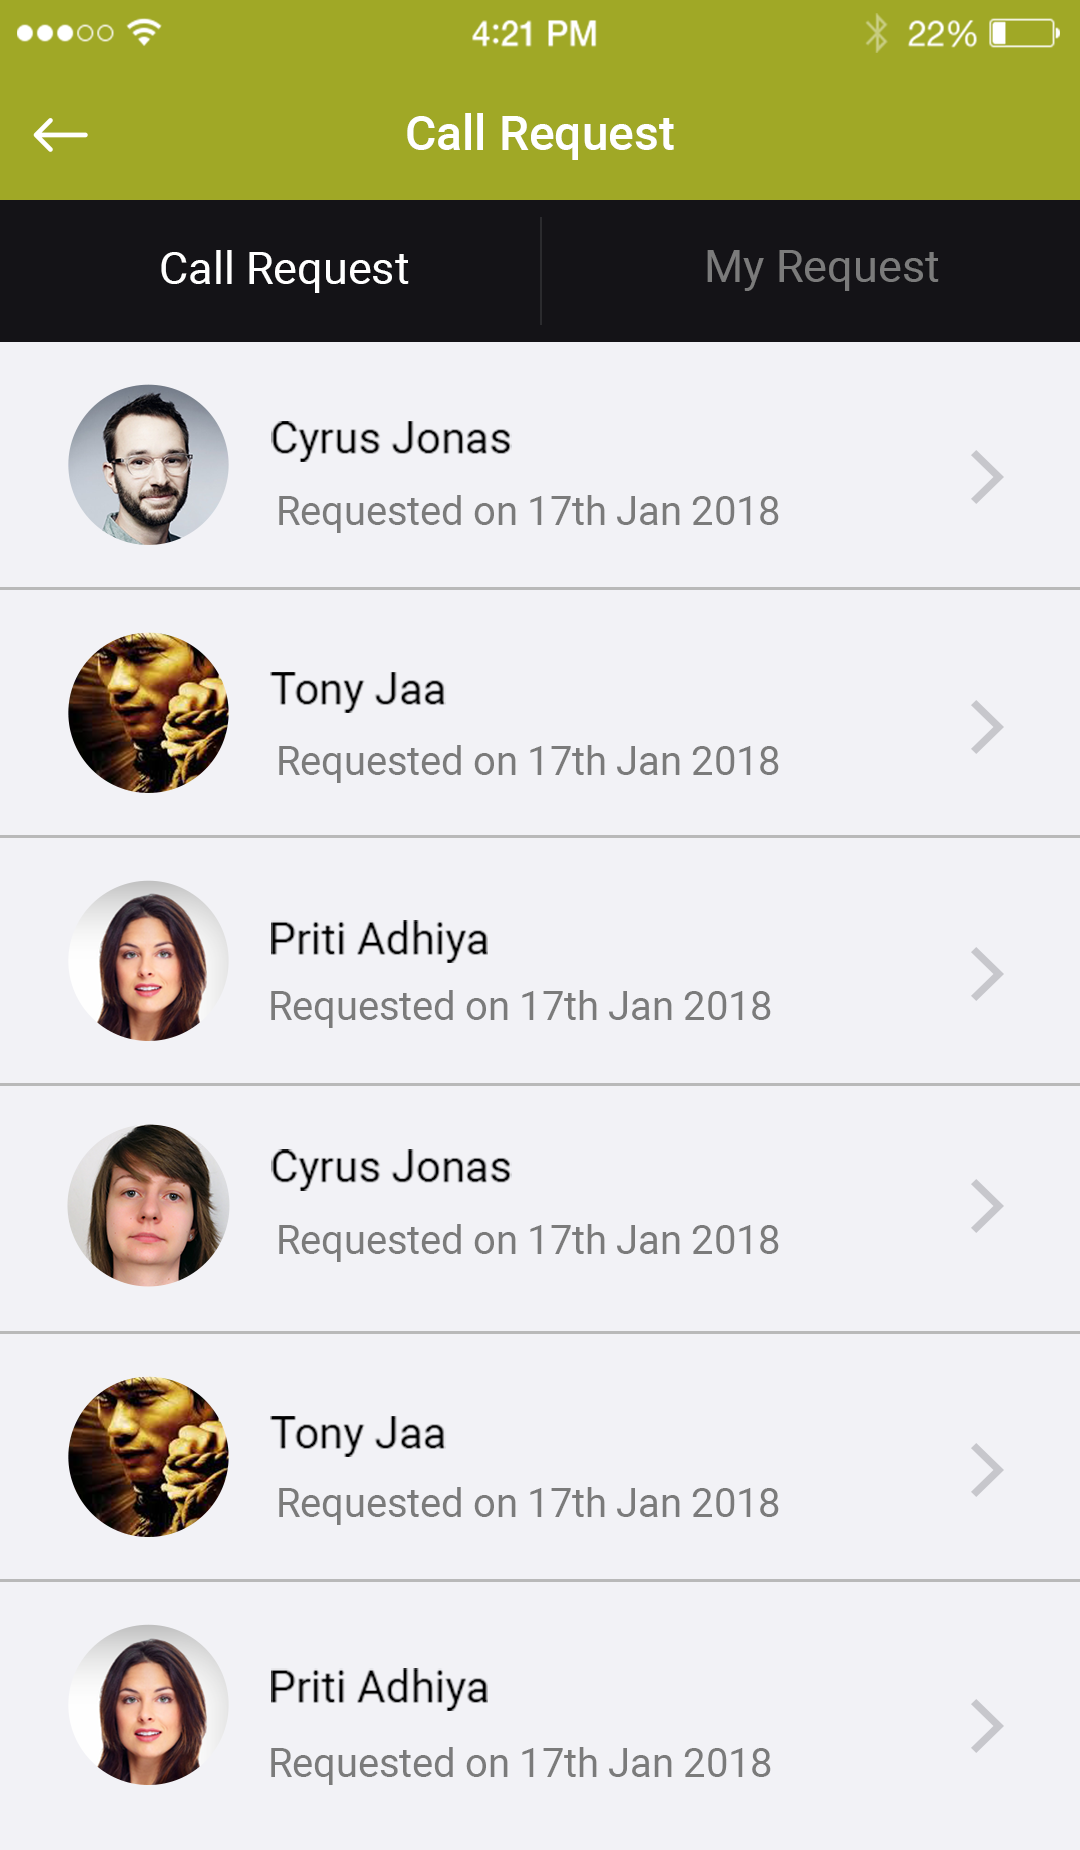 4:21 PM
22%
Call Request
Call Request
My Request
Cyrus Jonas
Requested on 17th Jan 2018
Tony Jaa
Requested on 17th Jan 2018
Priti Adhiya
Requested on 17th Jan 2018
Cyrus Jonas
Requested on 17th Jan 2018
Tony Jaa
Requested on 17th Jan 2018
Priti Adhiya
Requested on 17th Jan 2018